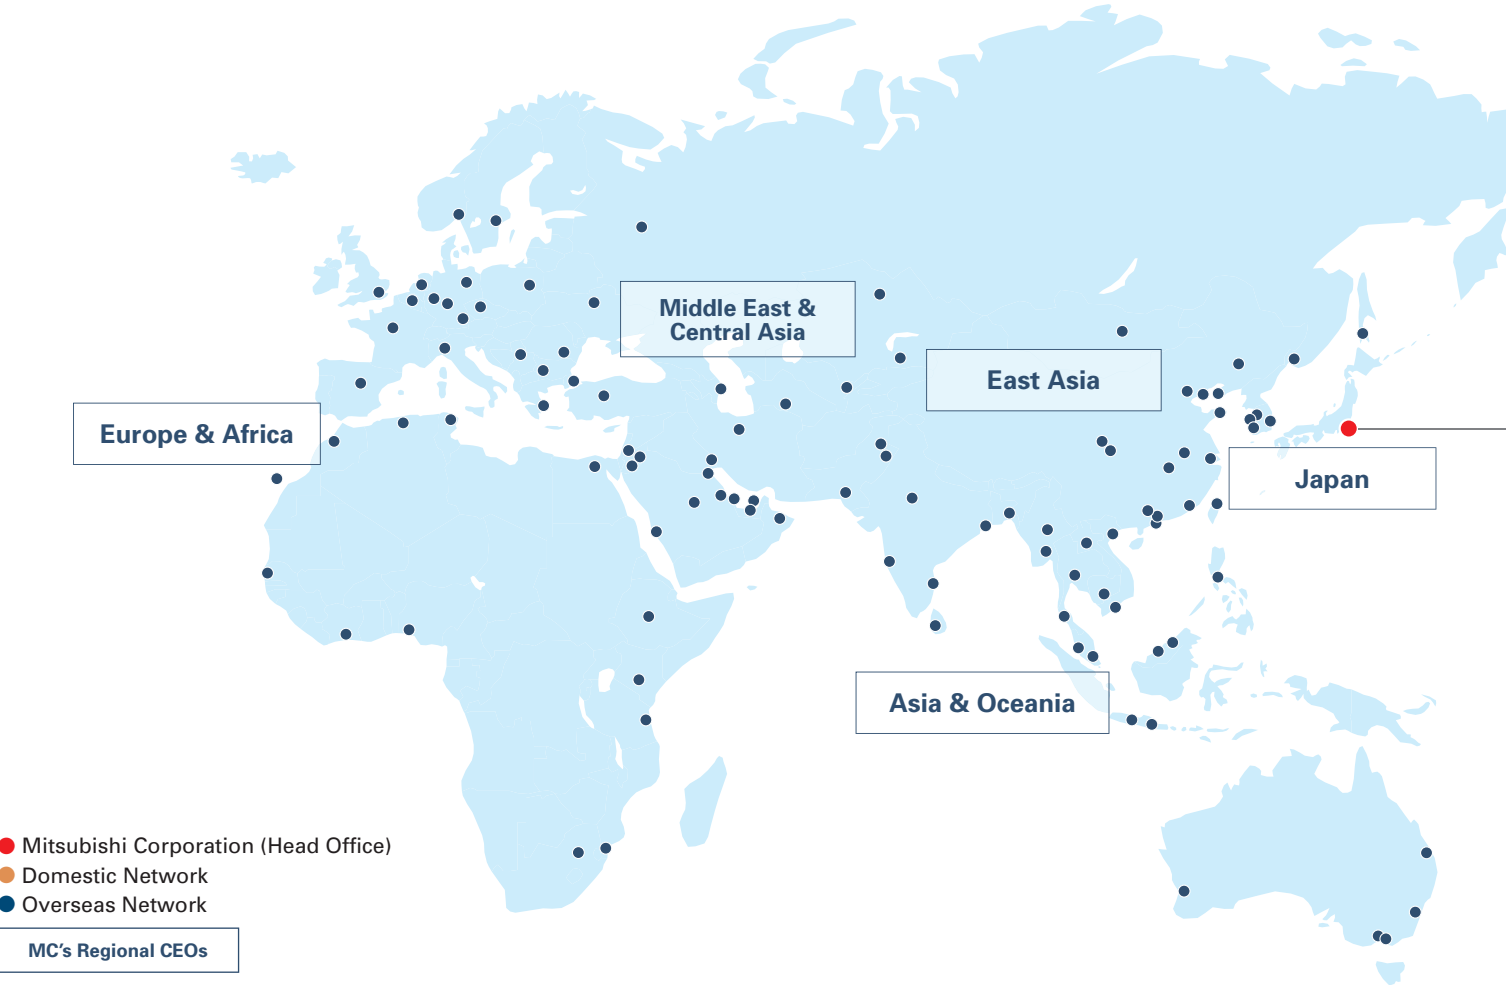 Middle East &
Central Asia
East Asia
Europe & Africa
Japan
Asia & Oceania
Mitsubishi Corporation (Head Office)
Domestic Network
Overseas Network
MC's Regional CEOs